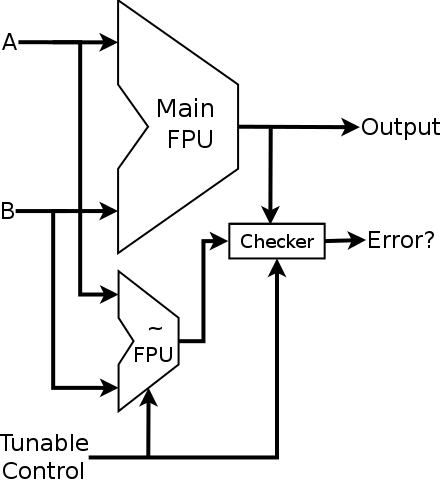 A
Main
FPU
Output
B
Checker
Error?
~
FPU
Tunable
Control